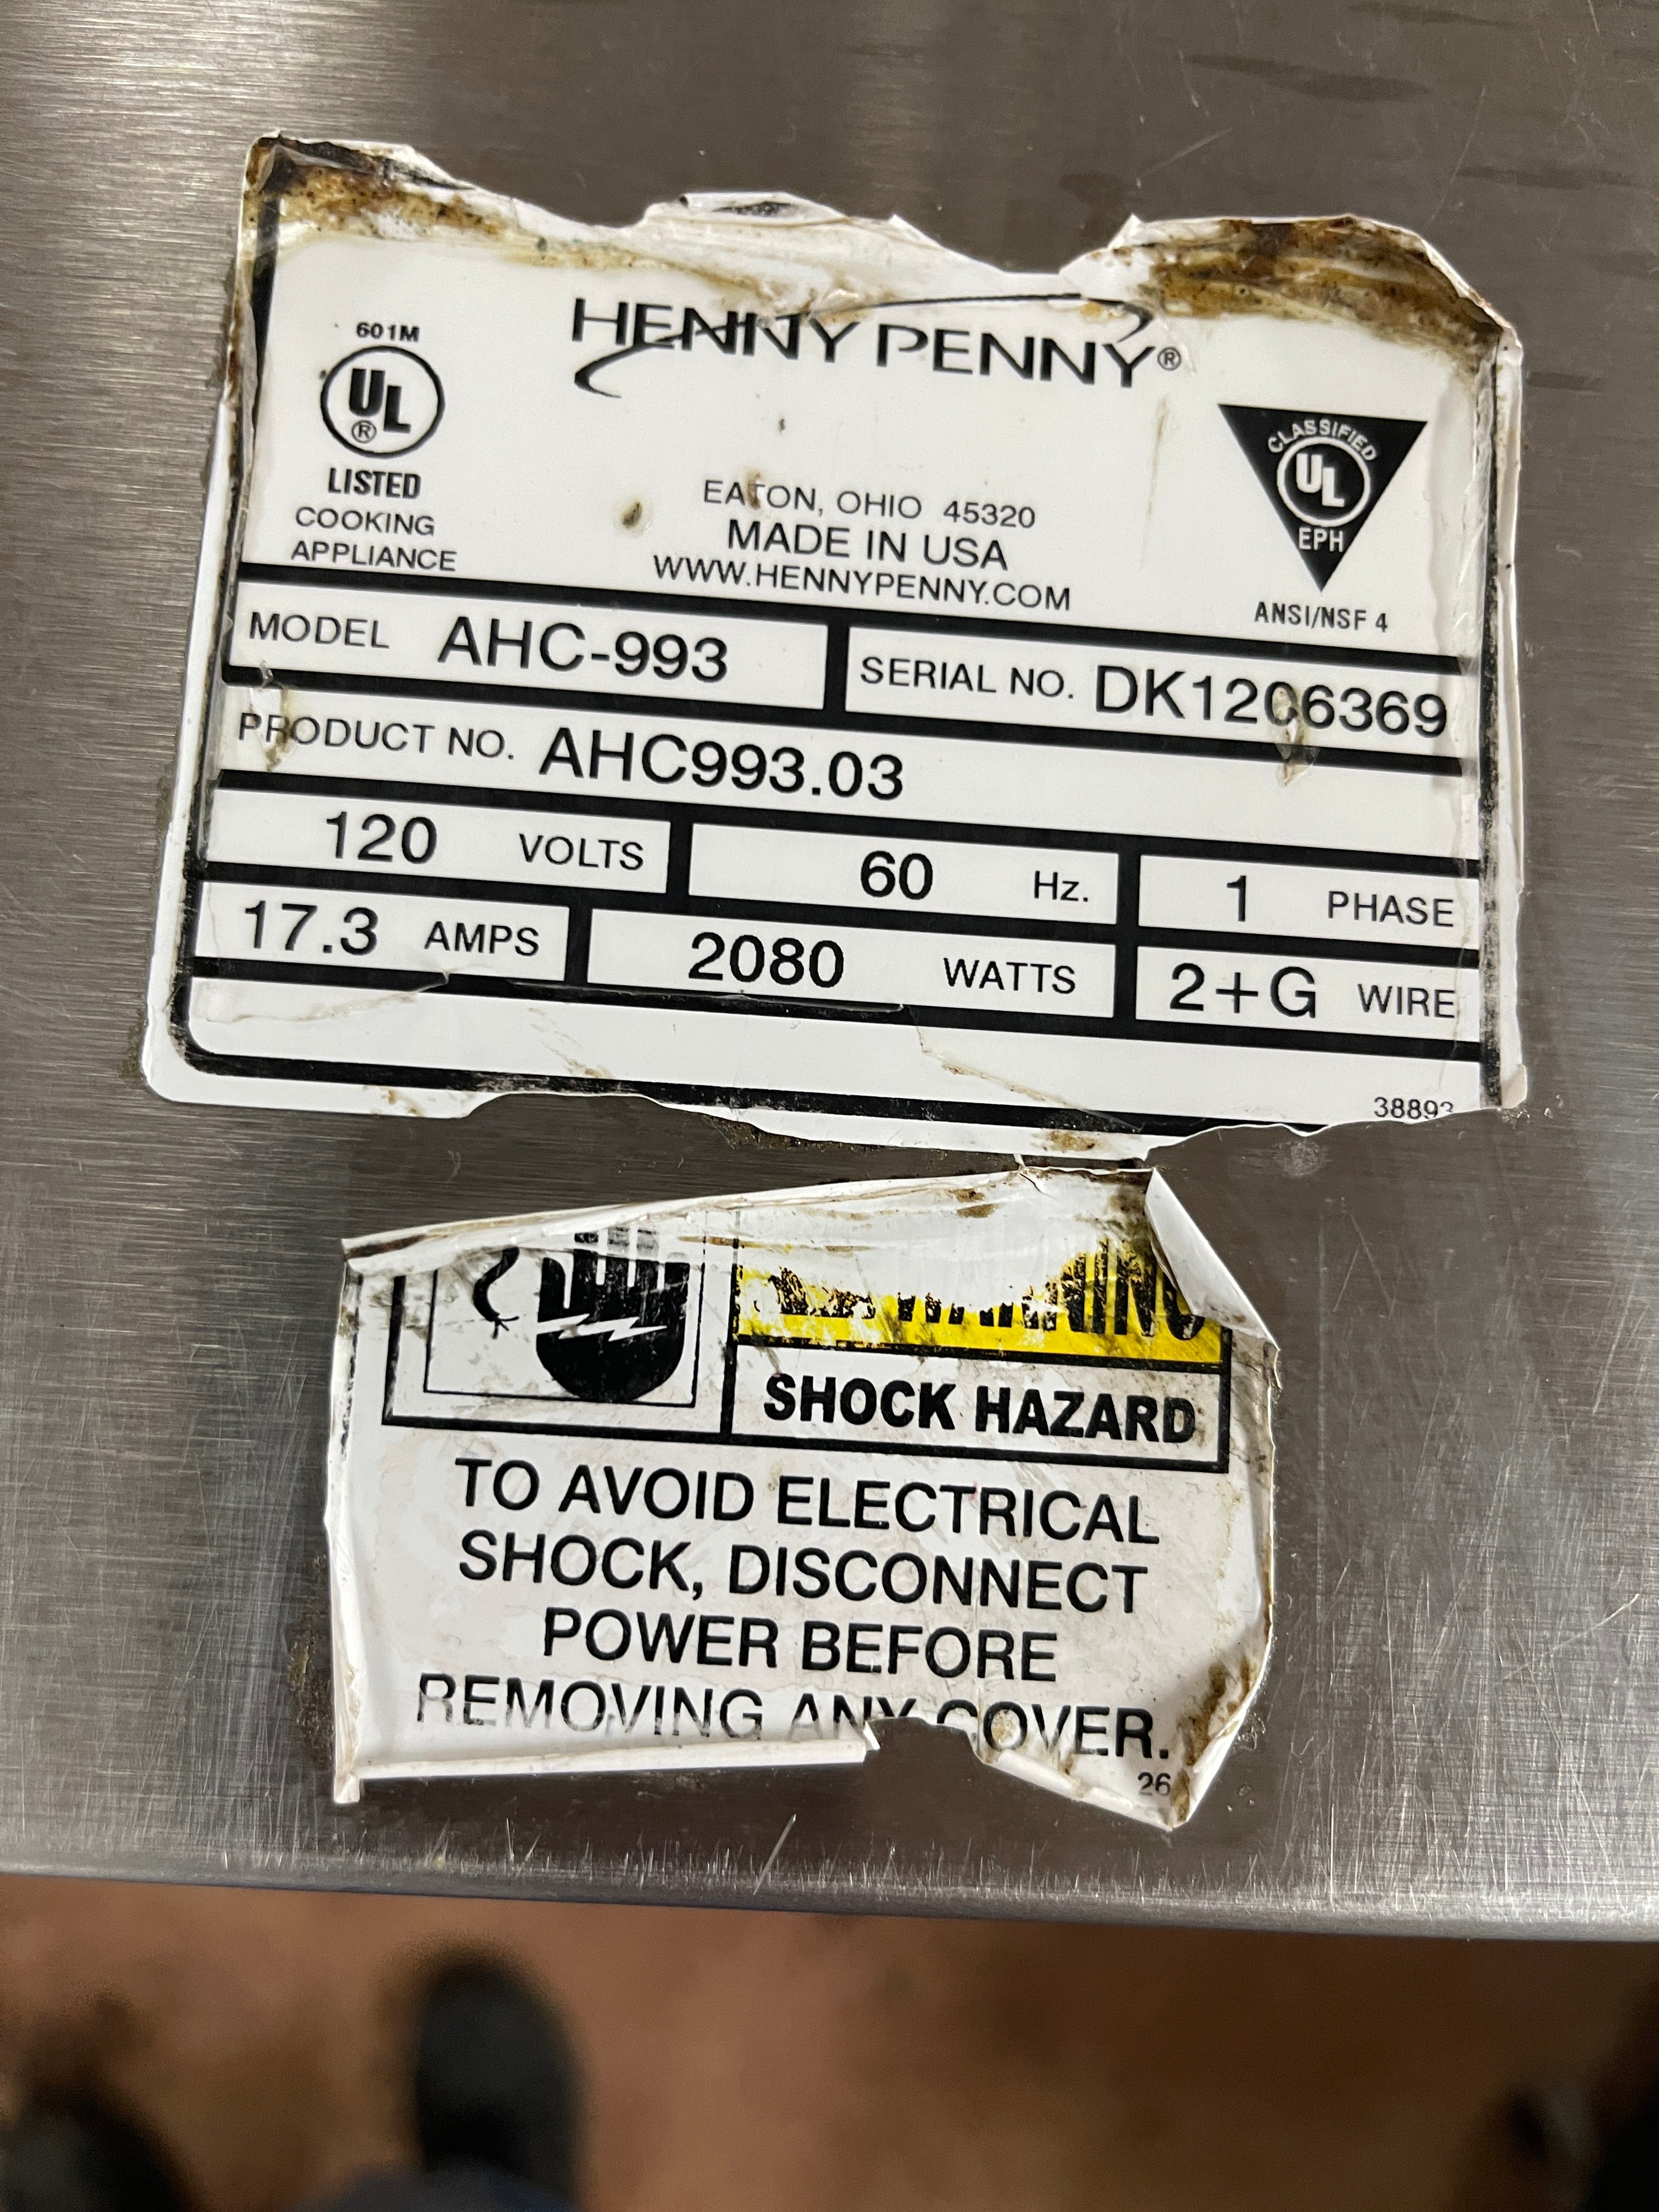 601M
UL
®
LISTED
COOKING
APPLIANCE
HENNY PENNY®
EATON, OHIO 45320
MADE IN USA
WWW.HENNYPENNY.COM
CLASSIFIED
UL
EPH
ANSI/NSF 4
MODEL AHC-993
SERIAL NO. DK1206369
PRODUCT NO. AHC993.03
120 VOLTS
60 Hz.
1 PHASE
17.3 AMPS
2080 WATTS
2+G WIRE
38893
WARNING
SHOCK HAZARD
TO AVOID ELECTRICAL
SHOCK, DISCONNECT
POWER BEFORE
REMOVING ANY COVER.
26